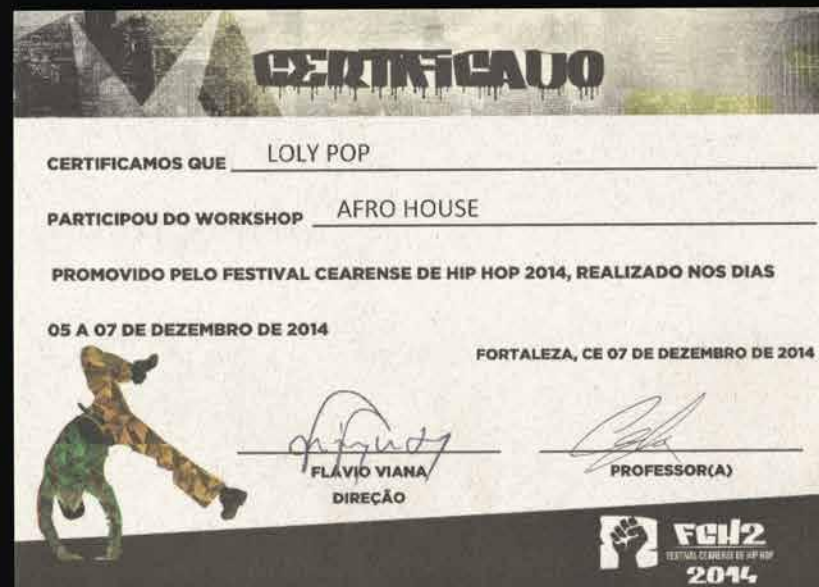 CERTIFICADO
CERTIFICAMOS QUE LOLY POP
PARTICIPOU DO WORKSHOP AFRO HOUSE
PROMOVIDO PELO FESTIVAL CEARENSE DE HIP HOP 2014, REALIZADO NOS DIAS
05 A 07 DE DEZEMBRO DE 2014
FORTALEZA, CE 07 DE DEZEMBRO DE 2014
FLÁVIO VIANA
DIREÇÃO
PROFESSOR(A)
FCH2
FESTIVAL CEARENSE DE HIP HOP
2014